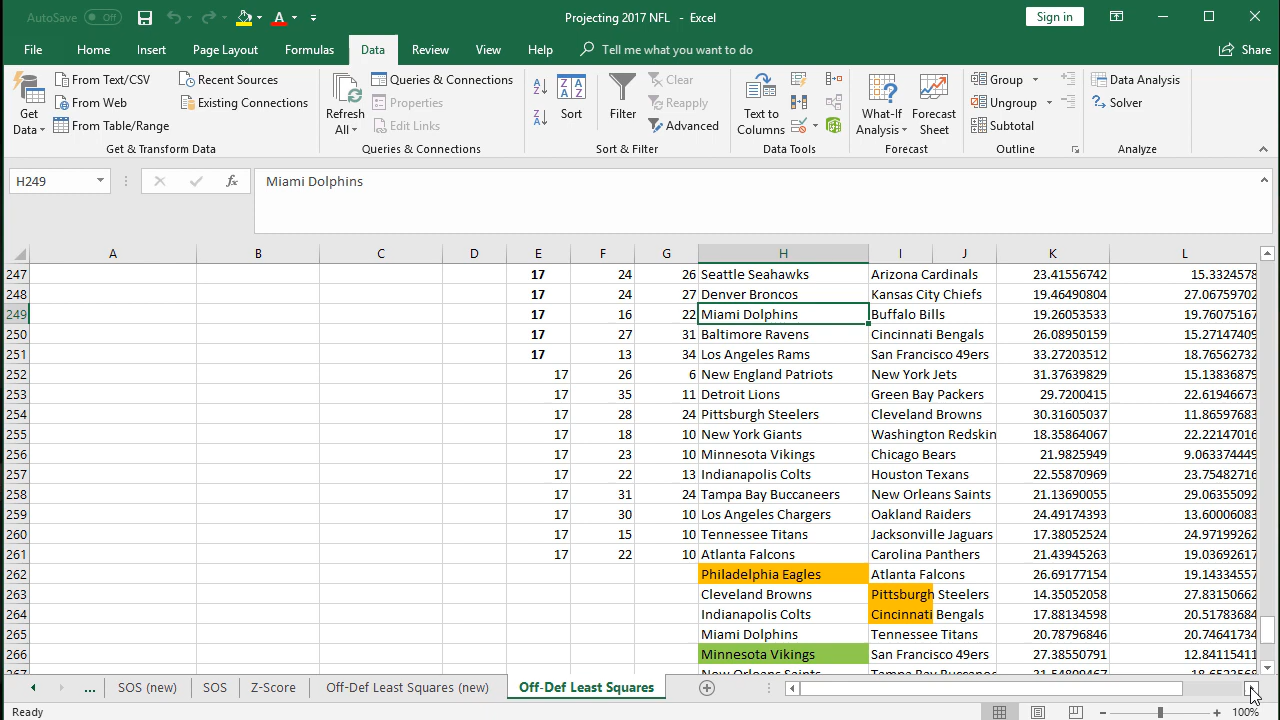 AutoSave Off Projecting 2017 NFL - Excel Sign in
File Home Insert Page Layout Formulas Data Review View Help Tell me what you want to do Share
Get Data From Text/CSV Recent Sources Refresh All Queries & Connections Sort Filter Clear Text to Columns What-If Analysis Forecast Sheet Group Data Analysis
From Web Existing Connections Properties Reapply Ungroup Solver
From Table/Range Edit Links Advanced Subtotal
Get & Transform Data Queries & Connections Sort & Filter Data Tools Forecast Outline Analyze
H249 fx Miami Dolphins
A B C D E F G H I J K L
247 17 24 26 Seattle Seahawks Arizona Cardinals 23.41556742 15.3324578
248 17 24 27 Denver Broncos Kansas City Chiefs 19.46490804 27.06759702
249 17 16 22 Miami Dolphins Buffalo Bills 19.26053533 19.76075167
250 17 27 31 Baltimore Ravens Cincinnati Bengals 26.08950159 15.27147409
251 17 13 34 Los Angeles Rams San Francisco 49ers 33.27203512 18.76562732
252 17 26 6 New England Patriots New York Jets 31.37639829 15.13836879
253 17 35 11 Detroit Lions Green Bay Packers 29.7200415 22.61946673
254 17 28 24 Pittsburgh Steelers Cleveland Browns 30.31605037 11.86597683
255 17 18 10 New York Giants Washington Redskin 18.35864067 22.22147016
256 17 23 10 Minnesota Vikings Chicago Bears 21.9825949 9.063374449
257 17 22 13 Indianapolis Colts Houston Texans 22.55870969 23.75482716
258 17 31 24 Tampa Bay Buccaneers New Orleans Saints 21.13690055 29.06355092
259 17 30 10 Los Angeles Chargers Oakland Raiders 24.49174393 13.60006083
260 17 15 10 Tennessee Titans Jacksonville Jaguars 17.38052524 24.97199262
261 17 22 10 Atlanta Falcons Carolina Panthers 21.43945263 19.03692617
262 Philadelphia Eagles Atlanta Falcons 26.69177154 19.14334557
263 Cleveland Browns Pittsburgh Steelers 14.35052058 27.83150662
264 Indianapolis Colts Cincinnati Bengals 17.88134598 20.51783684
265 Miami Dolphins Tennessee Titans 20.78796846 20.74641734
266 Minnesota Vikings San Francisco 49ers 27.38550791 12.84115411
... SOS (new) SOS Z-Score Off-Def Least Squares (new) Off-Def Least Squares
Ready 100%